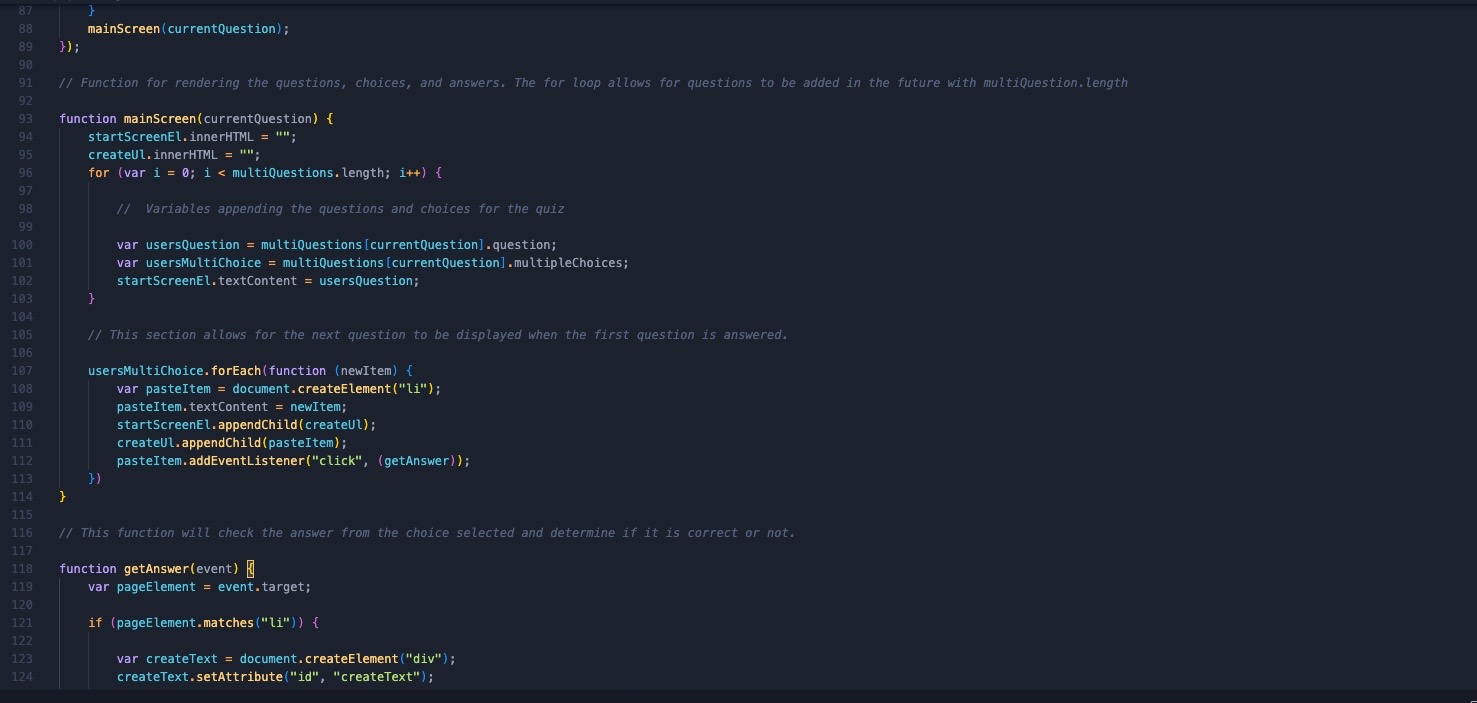 87 }
88 mainScreen(currentQuestion);
89 });
90
91 // Function for rendering the questions, choices, and answers. The for loop allows for questions to be added in the future with multiQuestion.length
92
93 function mainScreen(currentQuestion) {
94 startScreenEl.innerHTML = "";
95 createUl.innerHTML = "";
96 for (var i = 0; i < multiQuestions.length; i++) {
97
98 //  Variables appending the questions and choices for the quiz
99
100 var usersQuestion = multiQuestions[currentQuestion].question;
101 var usersMultiChoice = multiQuestions[currentQuestion].multipleChoices;
102 startScreenEl.textContent = usersQuestion;
103 }
104
105 // This section allows for the next question to be displayed when the first question is answered.
106
107 usersMultiChoice.forEach(function (newItem) {
108 var pasteItem = document.createElement("li");
109 pasteItem.textContent = newItem;
110 startScreenEl.appendChild(createUl);
111 createUl.appendChild(pasteItem);
112 pasteItem.addEventListener("click", (getAnswer));
113 })
114 }
115
116 // This function will check the answer from the choice selected and determine if it is correct or not.
117
118 function getAnswer(event) {
119 var pageElement = event.target;
120
121 if (pageElement.matches("li")) {
122
123 var createText = document.createElement("div");
124 createText.setAttribute("id", "createText");